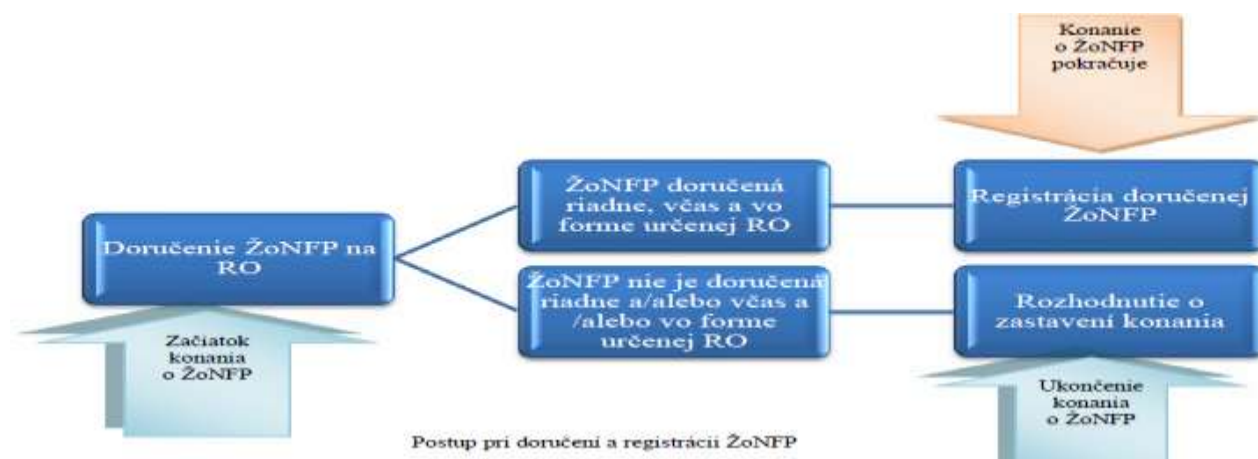 Konanie
o ŽoNFP
pokračuje
ŽoNFP doručená
riadne, včas a vo
forme určenej RO
Registrácia doručenej
ŽoNFP
Doručenie ŽoNFP na
RO
ŽoNFP nie je doručená
riadne a/alebo včas a
/alebo vo forme
určenej RO
Rozhodnutie o
zastavení konania
Začiatok
konania
o ŽoNFP
Ukončenie
konania
o ŽoNFP
Postup pri doručení a registrácii ŽoNFP